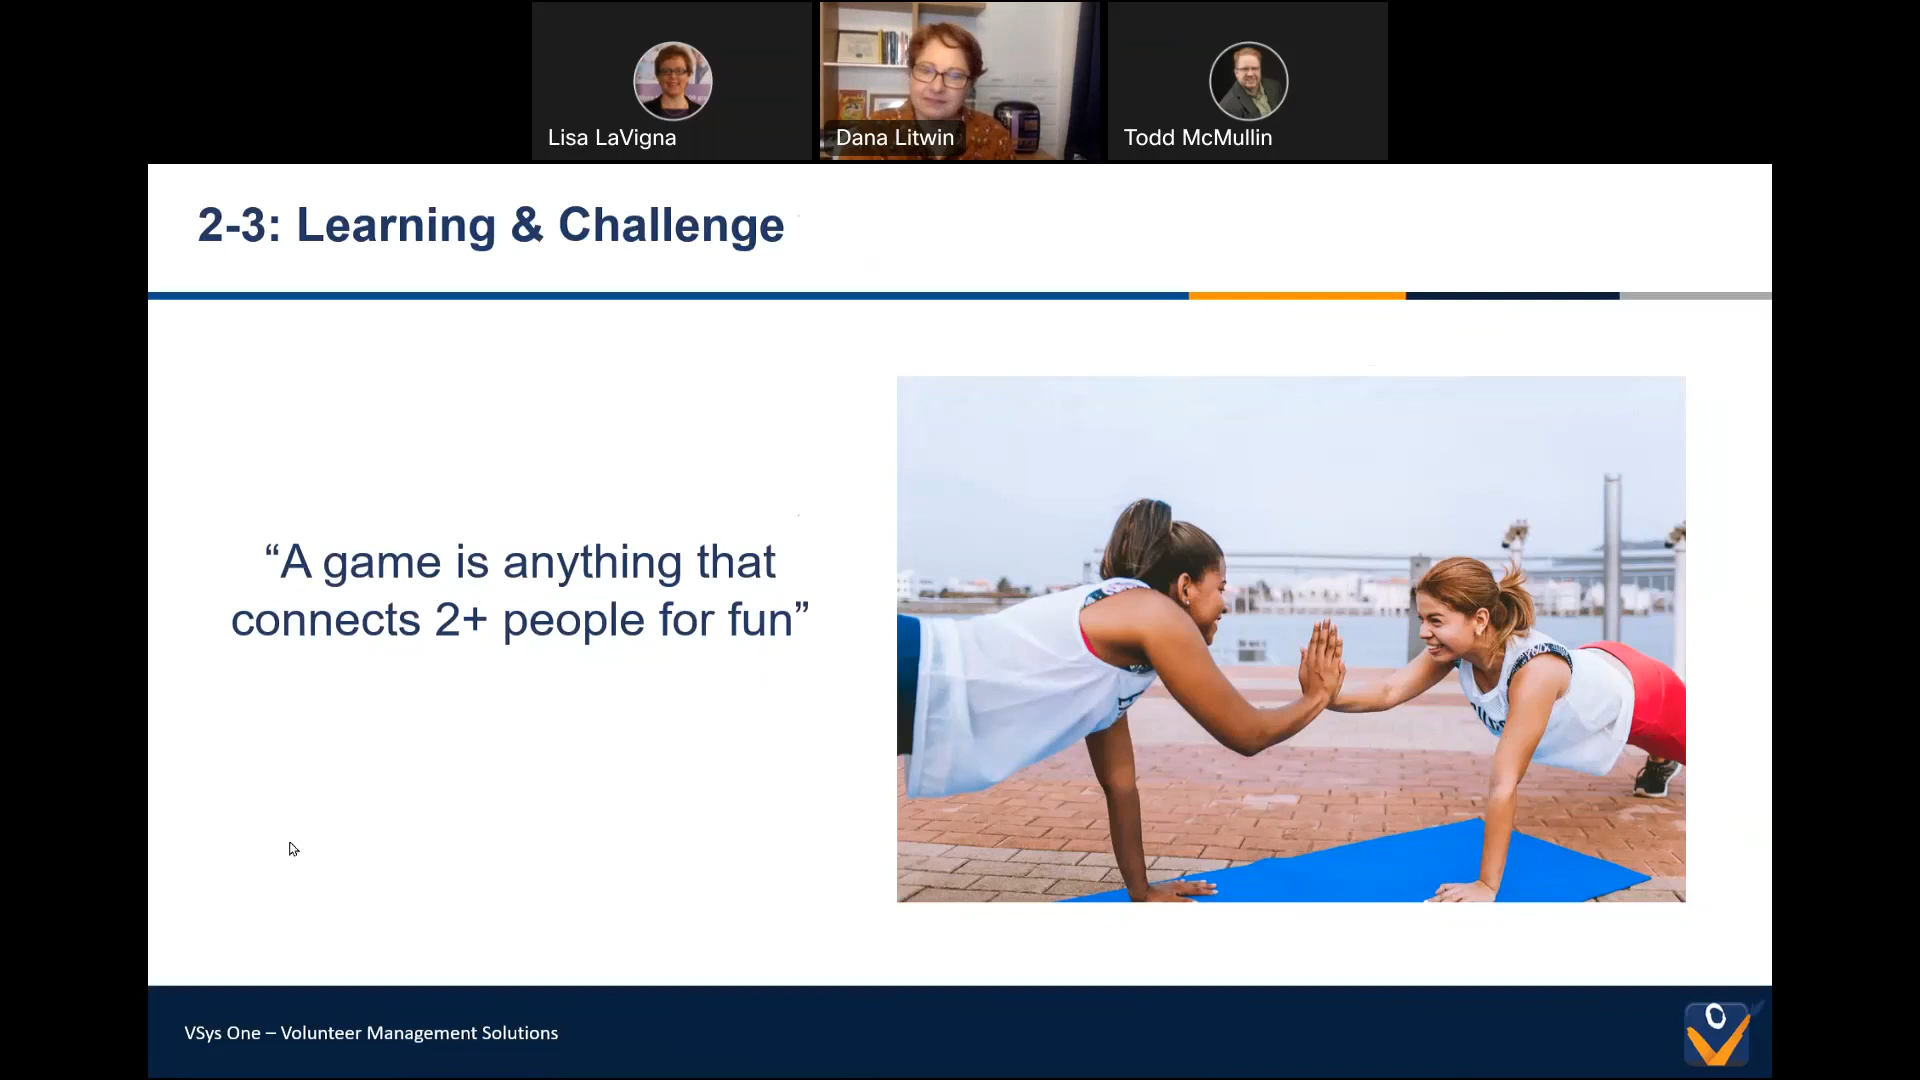 Lisa LaVigna
Dana Litwin
Todd McMullin
2-3: Learning & Challenge
“A game is anything that
connects 2+ people for fun”
VSys One – Volunteer Management Solutions